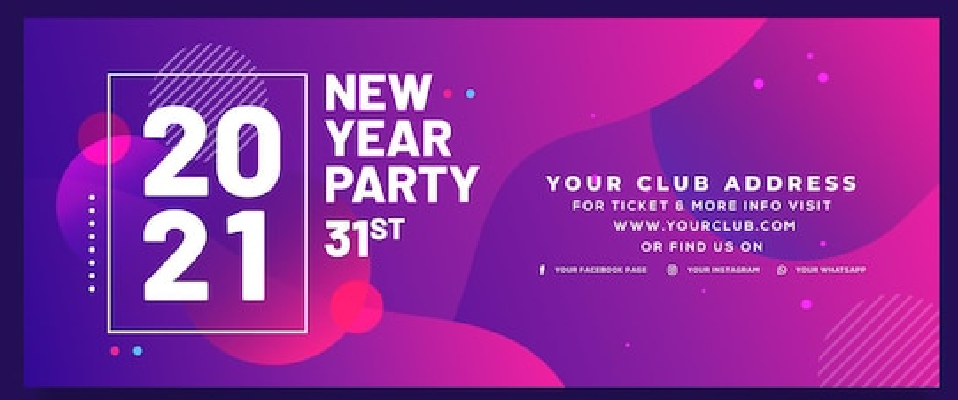 20
21
NEW
YEAR
PARTY
31ST
YOUR CLUB ADDRESS
FOR TICKET & MORE INFO VISIT
WWW.YOURCLUB.COM
OR FIND US ON
YOUR FACEBOOK PAGE YOUR INSTAGRAM YOUR WHATSAPP